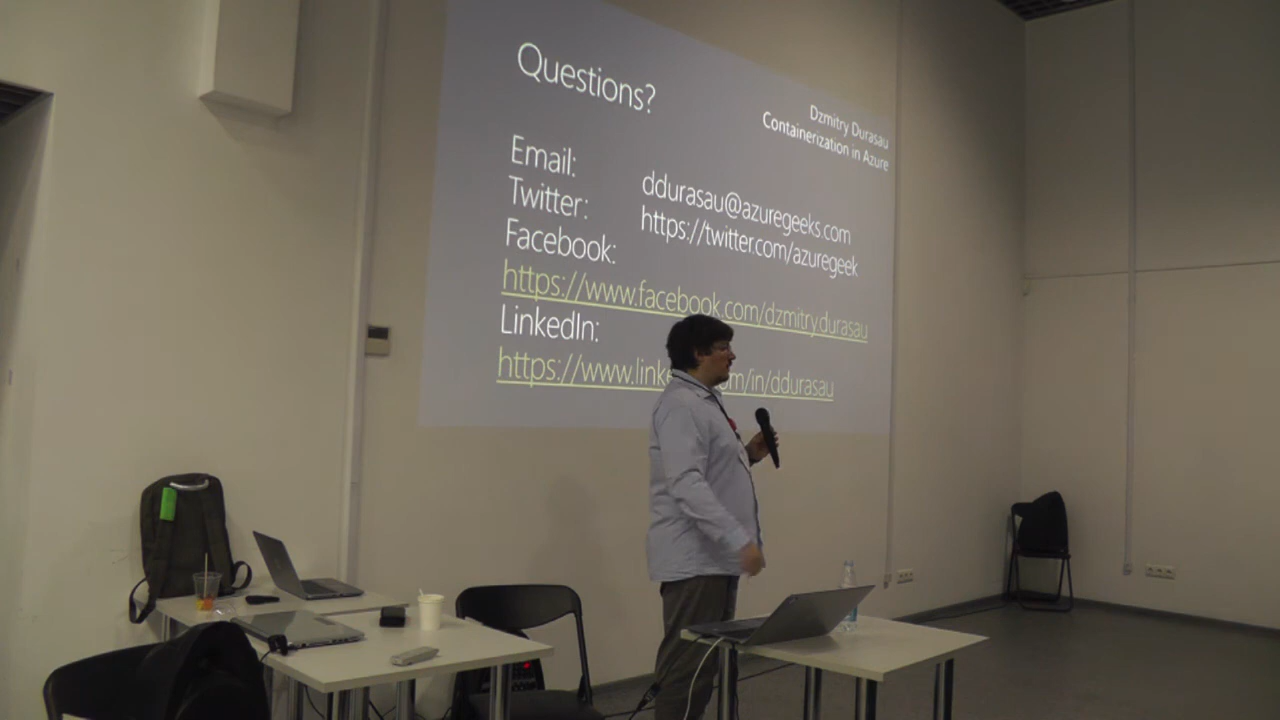 Questions?
Dzmitry Durasau
Containerization in Azure
Email: ddurasau@azuregeeks.com
Twitter: https://twitter.com/azuregeek
Facebook:
https://www.facebook.com/dzmitry.durasau
LinkedIn:
https://www.linke m/in/ddurasau